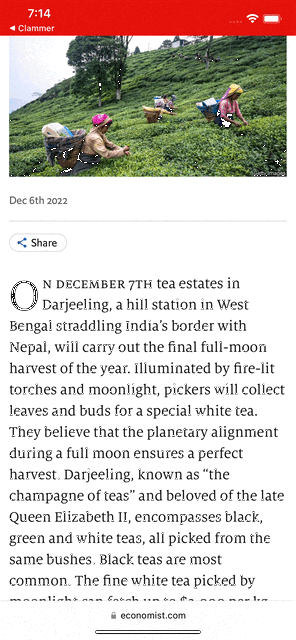 7:14
◀ Clammer
Dec 6th 2022
Share
ON DECEMBER 7TH tea estates in
Darjeeling, a hill station in West
Bengal straddling India's border with
Nepal, will carry out the final full-moon
harvest of the year. Illuminated by fire-lit
torches and moonlight, pickers will collect
leaves and buds for a special white tea.
They believe that the planetary alignment
during a full moon ensures a perfect
harvest. Darjeeling, known as “the
champagne of teas” and beloved of the late
Queen Elizabeth II, encompasses black,
green and white teas, all picked from the
same bushes. Black teas are most
common. The fine white tea picked by
moonlight can fetch up to
economist.com